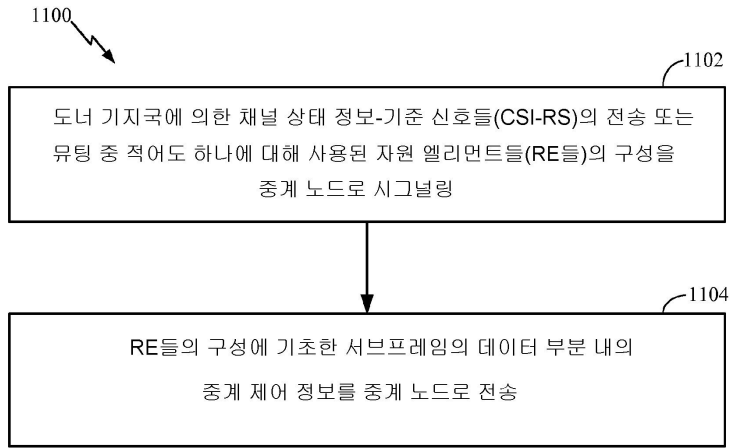 1100
1102
도너 기지국에 의한 채널 상태 정보-기준 신호들(CSI-RS)의 전송 또는
뮤팅 중 적어도 하나에 대해 사용된 자원 엘리먼트들(RE들)의 구성을
중계 노드로 시그널링
1104
RE들의 구성에 기초한 서브프레임의 데이터 부분 내의
중계 제어 정보를 중계 노드로 전송